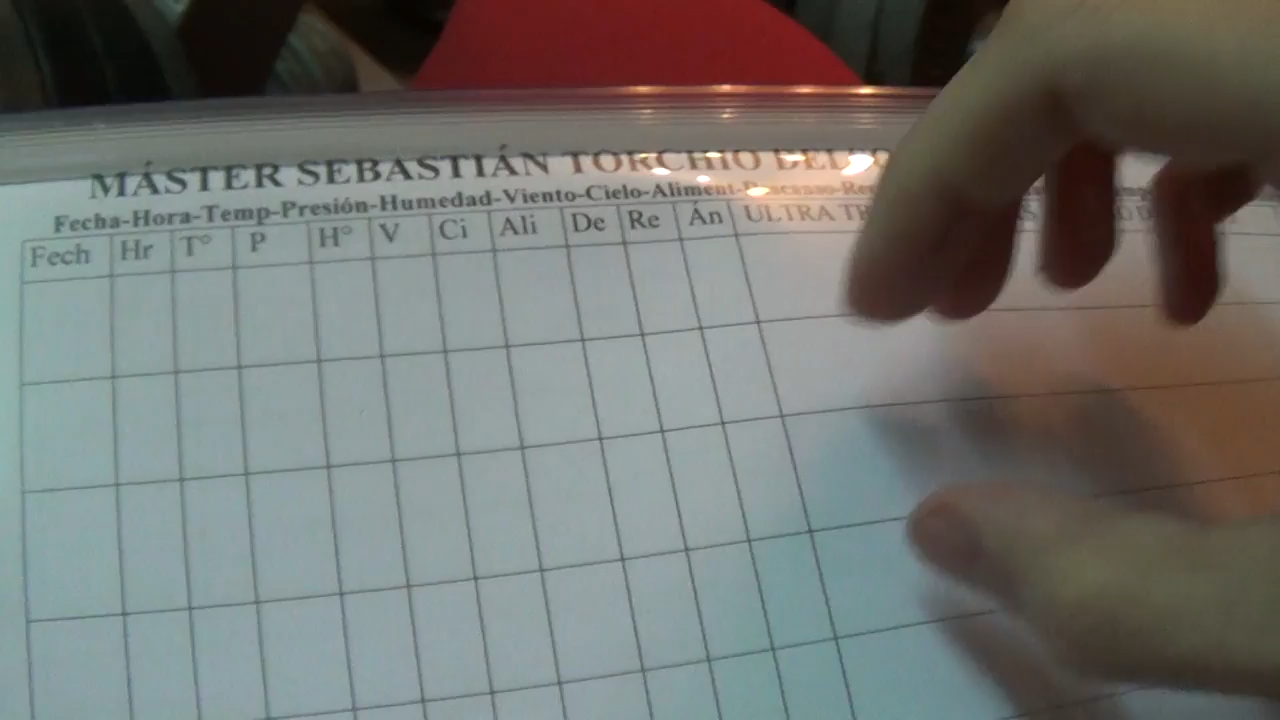 MÁSTER SEBASTIÁN TORCHIO
Fecha-Hora-Temp-Presión-Humedad-Viento-Cielo-Aliment-Descanso
Fech Hr T° P H° V Ci Ali De Re Án ULTRA